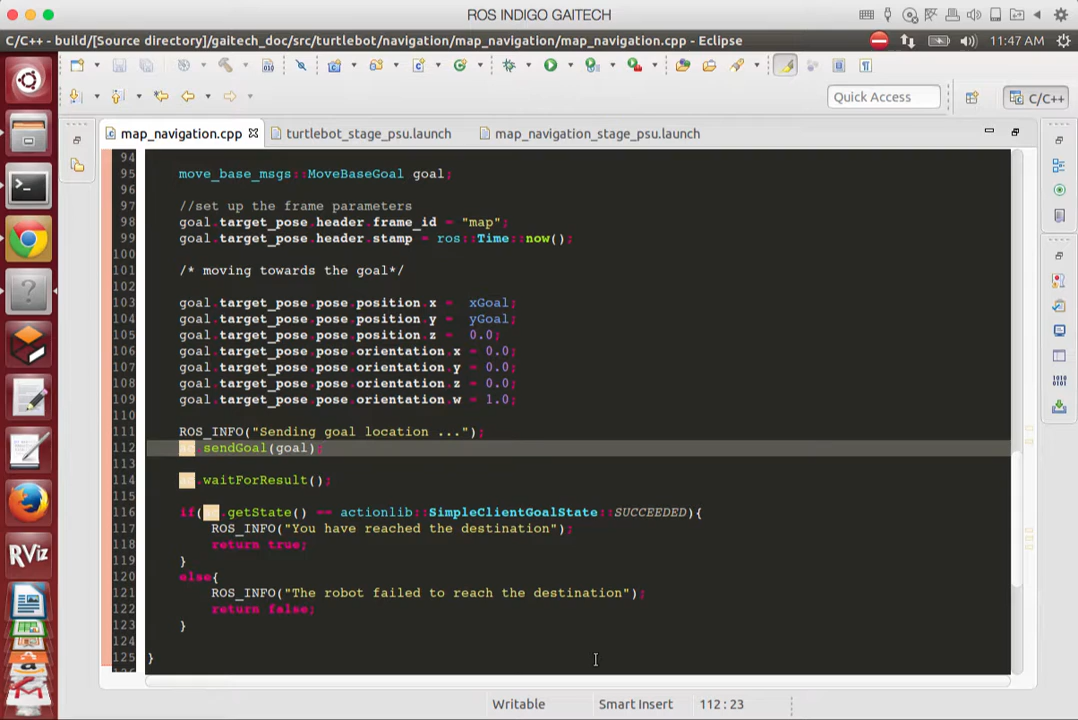 ROS INDIGO GAITECH
C/C++ - build/[Source directory]/gaitech_doc/src/turtlebot/navigation/map_navigation/map_navigation.cpp - Eclipse
11:47 AM
Quick Access
C/C++
map_navigation.cpp
turtlebot_stage_psu.launch
map_navigation_stage_psu.launch
94
95 move_base_msgs::MoveBaseGoal goal;
96
97 //set up the frame parameters
98 goal.target_pose.header.frame_id = "map";
99 goal.target_pose.header.stamp = ros::Time::now();
100
101 /* moving towards the goal*/
102
103 goal.target_pose.pose.position.x = xGoal;
104 goal.target_pose.pose.position.y = yGoal;
105 goal.target_pose.pose.position.z = 0.0;
106 goal.target_pose.pose.orientation.x = 0.0;
107 goal.target_pose.pose.orientation.y = 0.0;
108 goal.target_pose.pose.orientation.z = 0.0;
109 goal.target_pose.pose.orientation.w = 1.0;
110
111 ROS_INFO("Sending goal location ...");
112 ac.sendGoal(goal);
113
114 ac.waitForResult();
115
116 if(ac.getState() == actionlib::SimpleClientGoalState::SUCCEEDED){
117 ROS_INFO("You have reached the destination");
118 return true;
119 }
120 else{
121 ROS_INFO("The robot failed to reach the destination");
122 return false;
123 }
124
125 }
RViz
Writable
Smart Insert
112 : 23